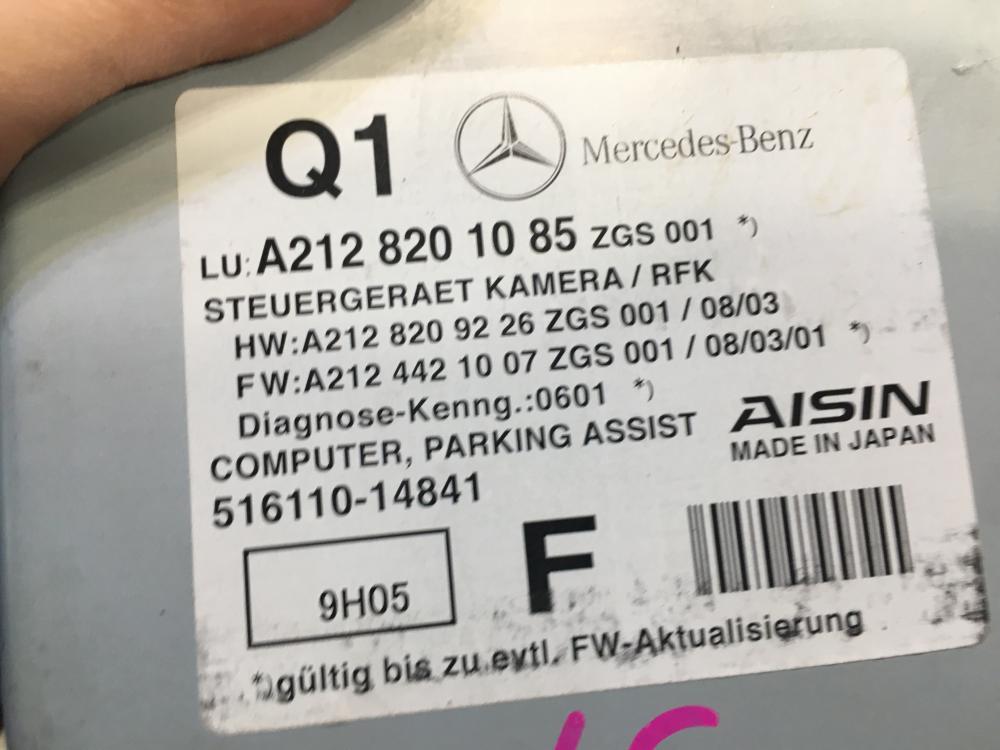 Q1 Mercedes-Benz
LU:A212 820 10 85 ZGS 001 *)
STEUERGERAET KAMERA / RFK
HW:A212 820 92 26 ZGS 001 / 08/03
FW:A212 442 10 07 ZGS 001 / 08/03/01 *)
Diagnose-Kenng.:0601 *)
COMPUTER, PARKING ASSIST
AISIN
MADE IN JAPAN
516110-14841
9H05
F
*)gültig bis zu evtl. FW-Aktualisierung